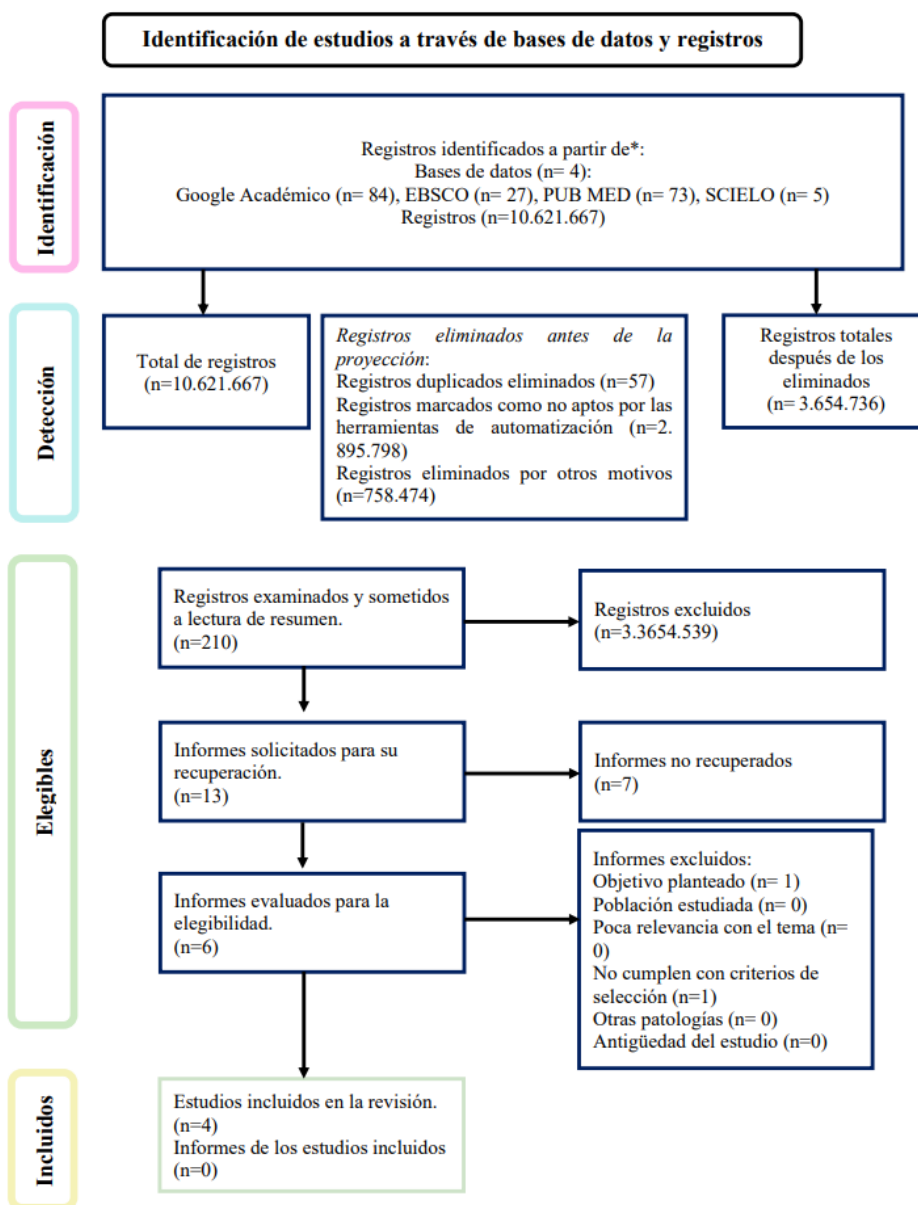 Identificación de estudios a través de bases de datos y registros
Identificación
Registros identificados a partir de*:
Bases de datos (n= 4):
Google Académico (n= 84), EBSCO (n= 27), PUB MED (n= 73), SCIELO (n= 5)
Registros (n=10.621.667)
Detección
Total de registros
(n=10.621.667)
Registros eliminados antes de la
proyección:
Registros duplicados eliminados (n=57)
Registros marcados como no aptos por las
herramientas de automatización (n=2.
895.798)
Registros eliminados por otros motivos
(n=758.474)
Registros totales
después de los
eliminados
(n= 3.654.736)
Elegibles
Registros examinados y sometidos
a lectura de resumen.
(n=210)
Registros excluidos
(n=3.3654.539)
Informes solicitados para su
recuperación.
(n=13)
Informes no recuperados
(n=7)
Informes evaluados para la
elegibilidad.
(n=6)
Informes excluidos:
Objetivo planteado (n= 1)
Población estudiada (n= 0)
Poca relevancia con el tema (n=
0)
No cumplen con criterios de
selección (n=1)
Otras patologías (n= 0)
Antigüedad del estudio (n=0)
Incluidos
Estudios incluidos en la revisión.
(n=4)
Informes de los estudios incluidos
(n=0)